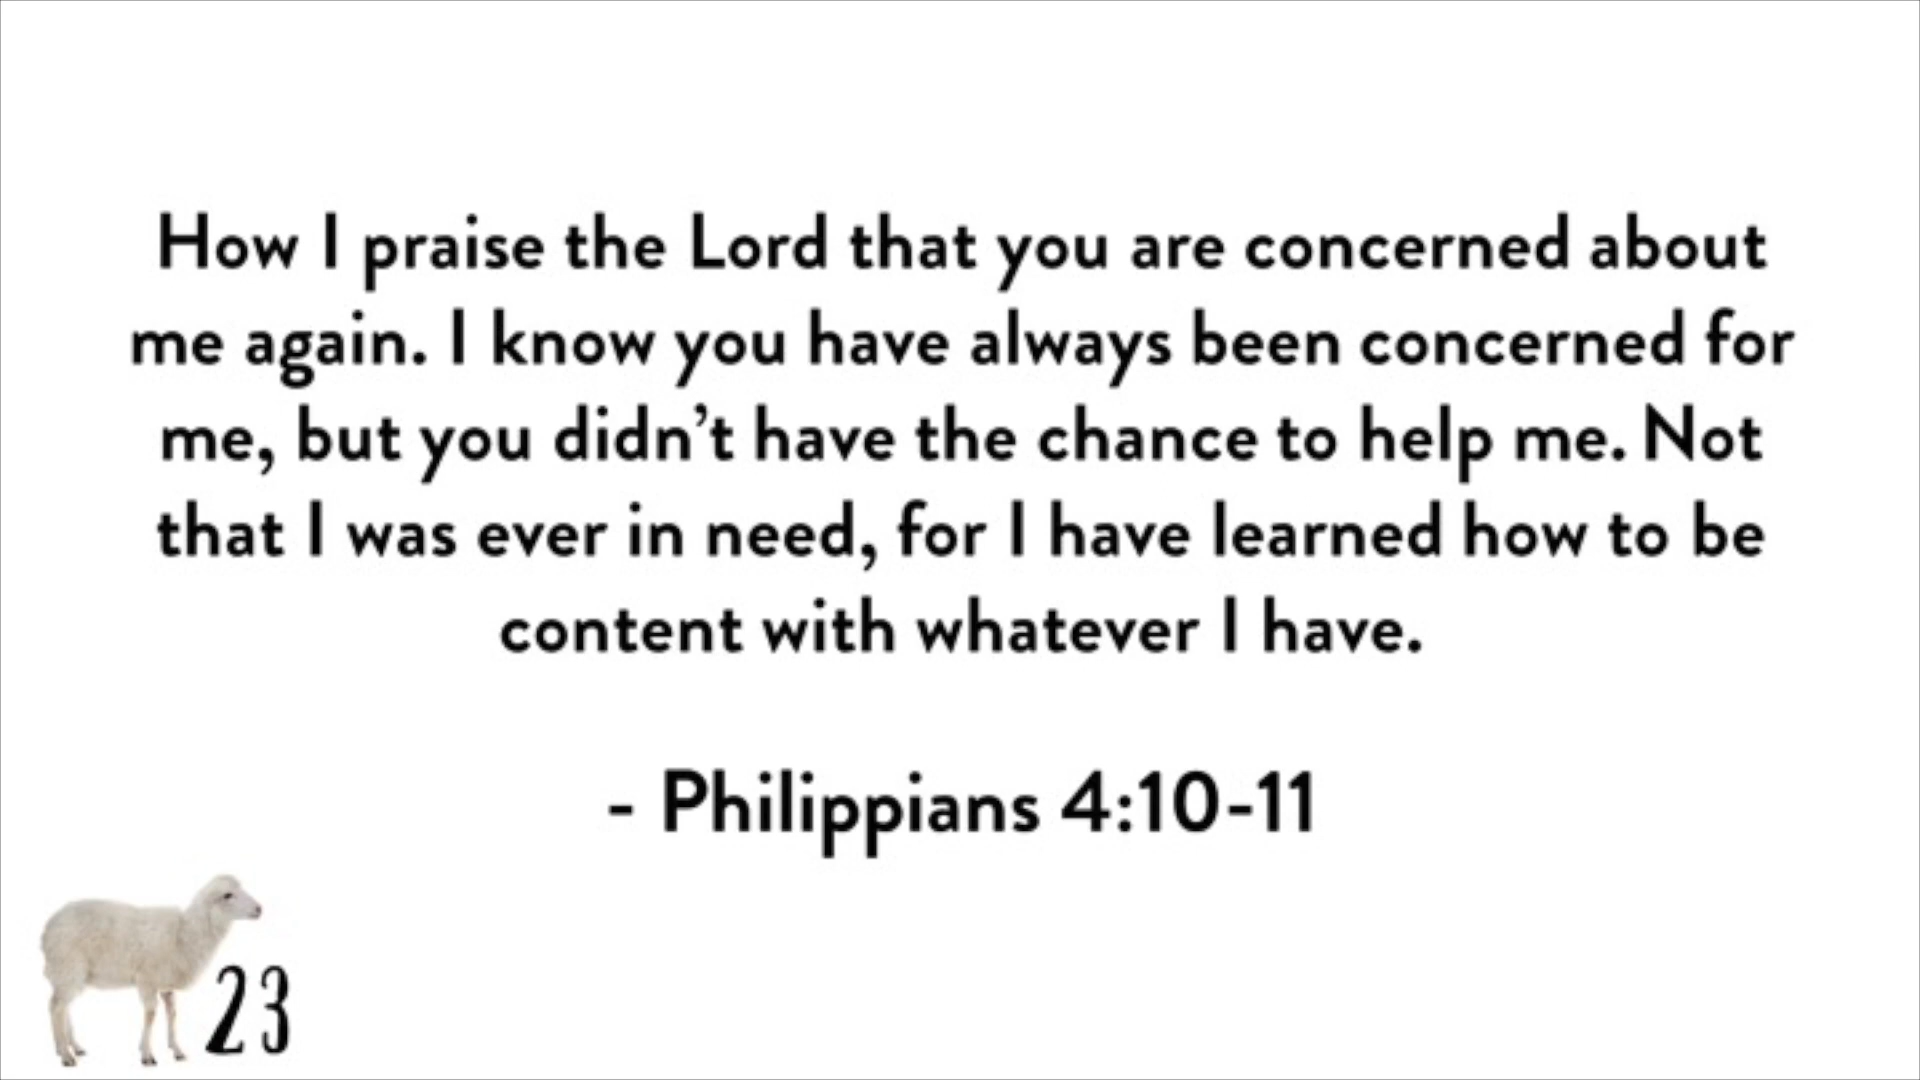 How I praise the Lord that you are concerned about
me again. I know you have always been concerned for
me, but you didn’t have the chance to help me. Not
that I was ever in need, for I have learned how to be
content with whatever I have.
- Philippians 4:10-11
23